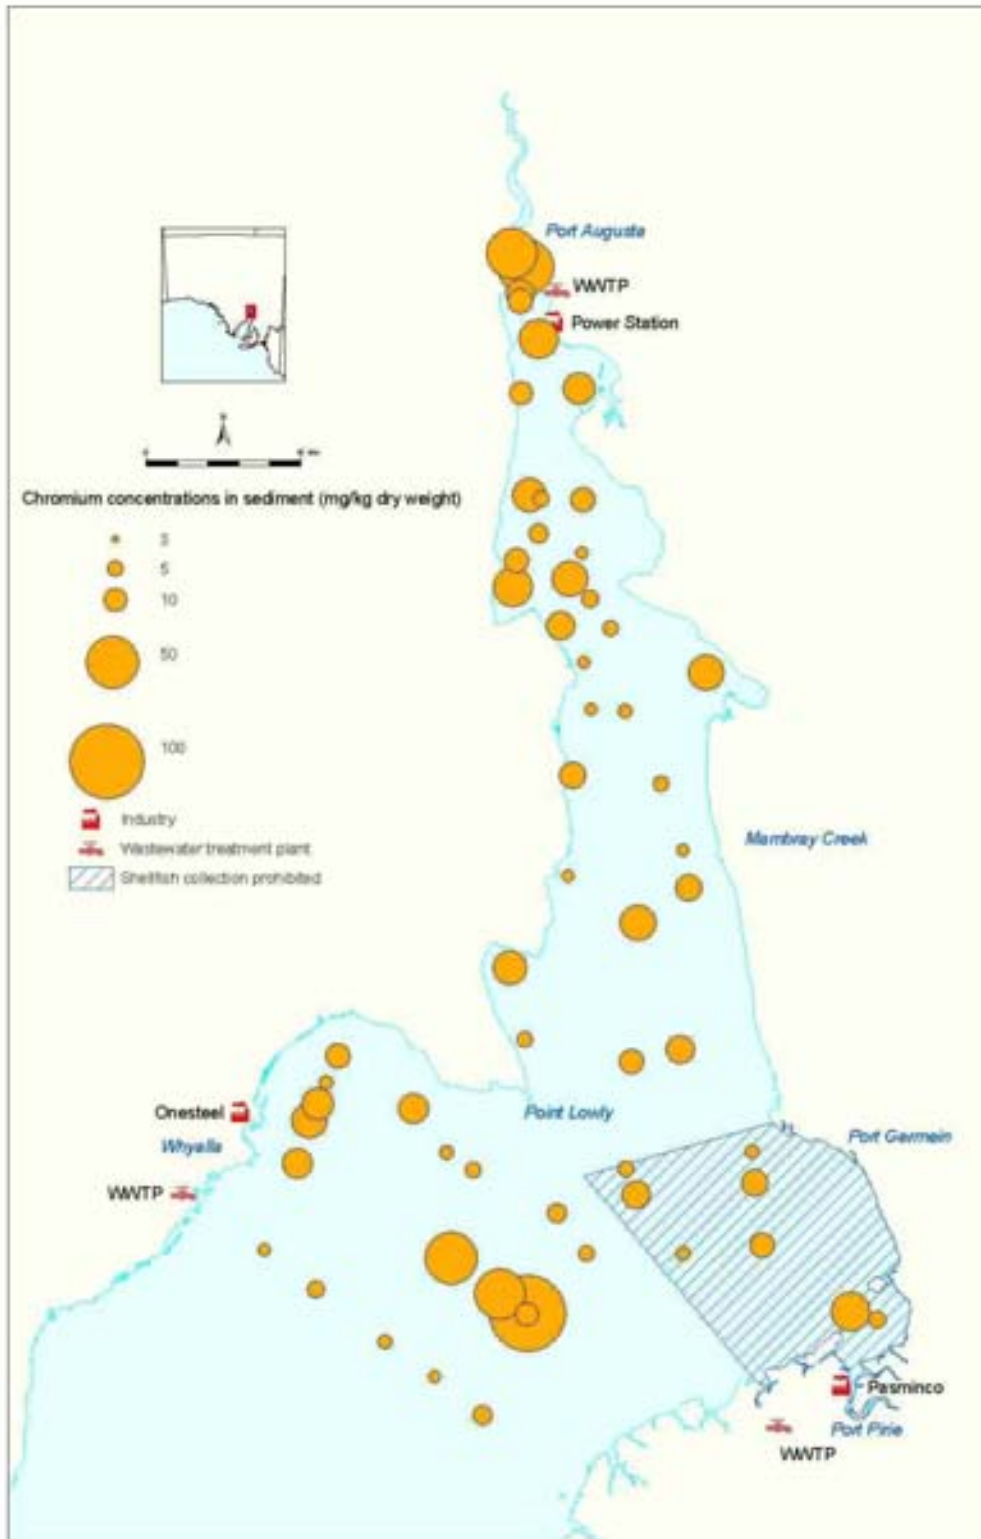 Port Augusta
WWTP
Power Station
Chromium concentrations in sediment (mg/kg dry weight)
3
5
10
50
100
Industry
Wastewater treatment plant
Shellfish collection prohibited
Mambray Creek
Onesteel
Point Lowly
Port Germein
Whyalla
WWTP
Pasminco
Port Pirie
WWTP